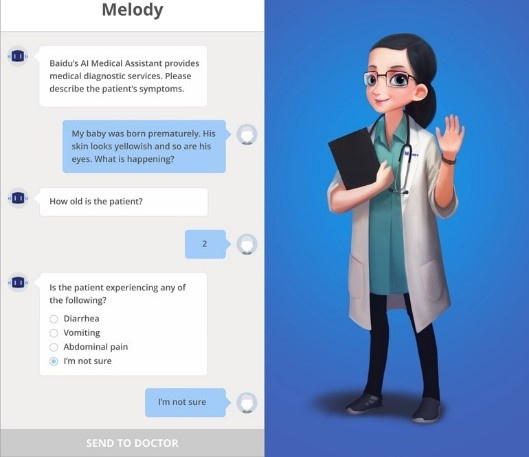 Melody
Baidu's AI Medical Assistant provides
medical diagnostic services. Please
describe the patient's symptoms.
My baby was born prematurely. His
skin looks yellowish and so are his
eyes. What is happening?
How old is the patient?
2
Is the patient experiencing any of
the following?
Diarrhea
Vomiting
Abdominal pain
I'm not sure
I'm not sure
SEND TO DOCTOR